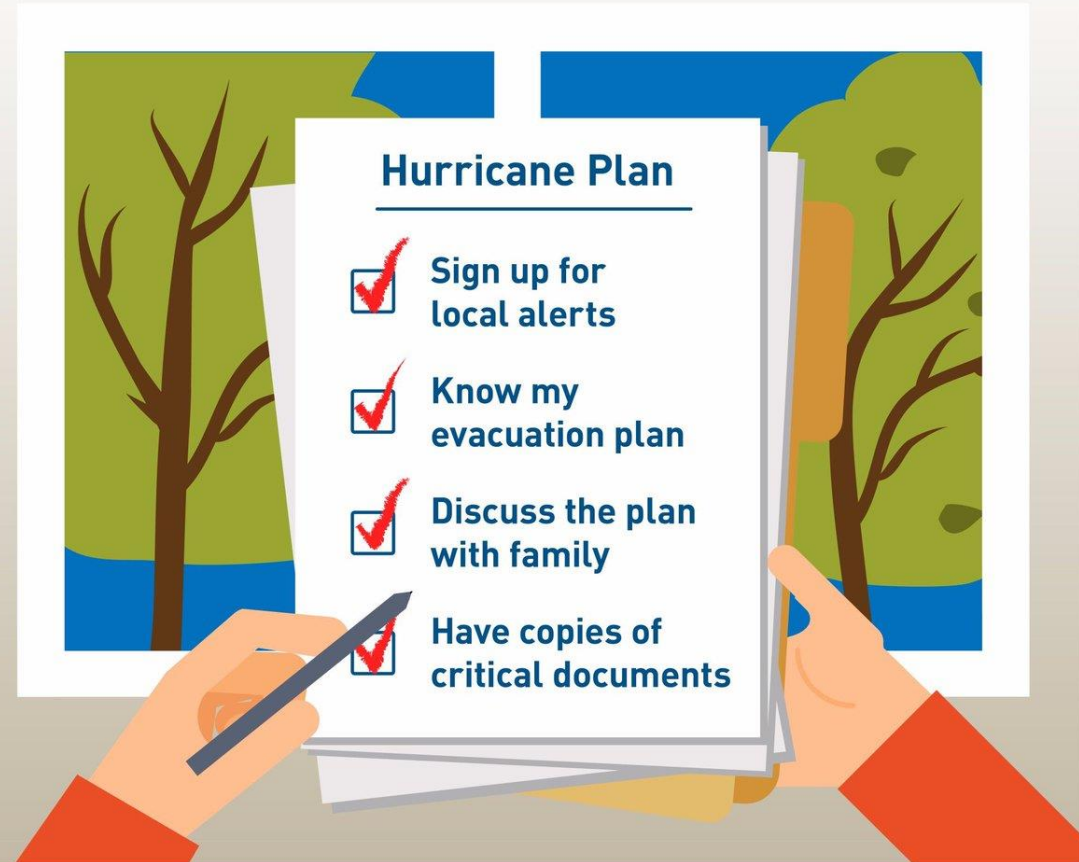 Hurricane Plan
Sign up for
local alerts
Know my
evacuation plan
Discuss the plan
with family
Have copies of
critical documents